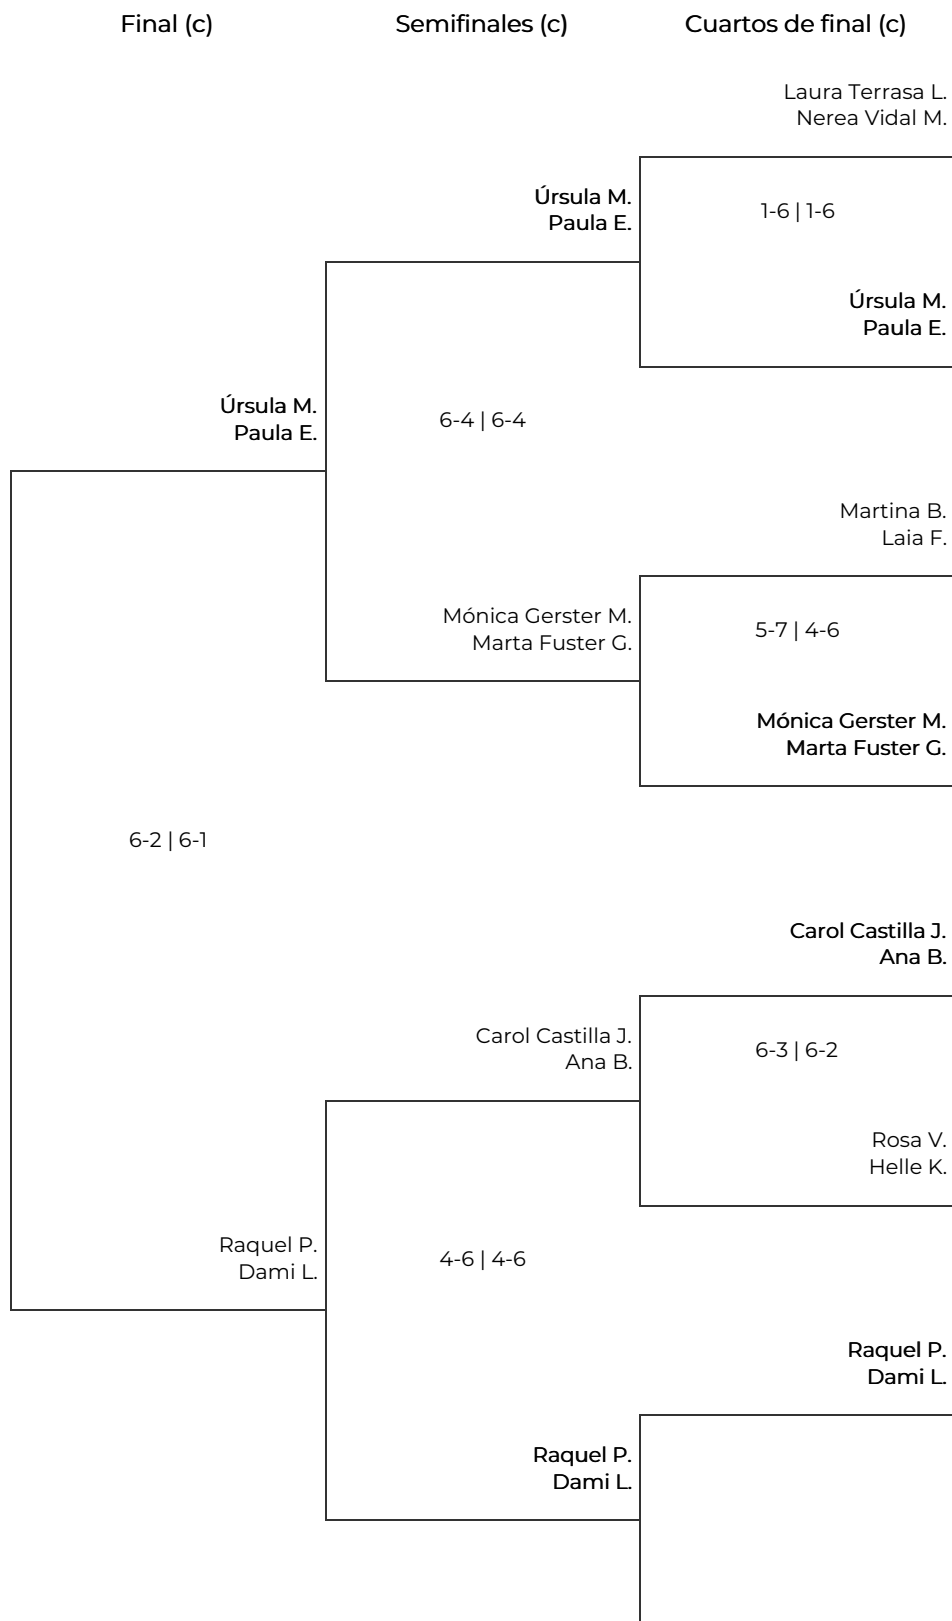 Final (c)
Semifinales (c)
Cuartos de final (c)
Laura Terrasa L.
Nerea Vidal M.
Úrsula M.
Paula E.
1-6 | 1-6
Úrsula M.
Paula E.
Úrsula M.
Paula E.
6-4 | 6-4
Martina B.
Laia F.
Mónica Gerster M.
Marta Fuster G.
5-7 | 4-6
Mónica Gerster M.
Marta Fuster G.
6-2 | 6-1
Carol Castilla J.
Ana B.
Carol Castilla J.
Ana B.
6-3 | 6-2
Rosa V.
Helle K.
Raquel P.
Dami L.
4-6 | 4-6
Raquel P.
Dami L.
Raquel P.
Dami L.